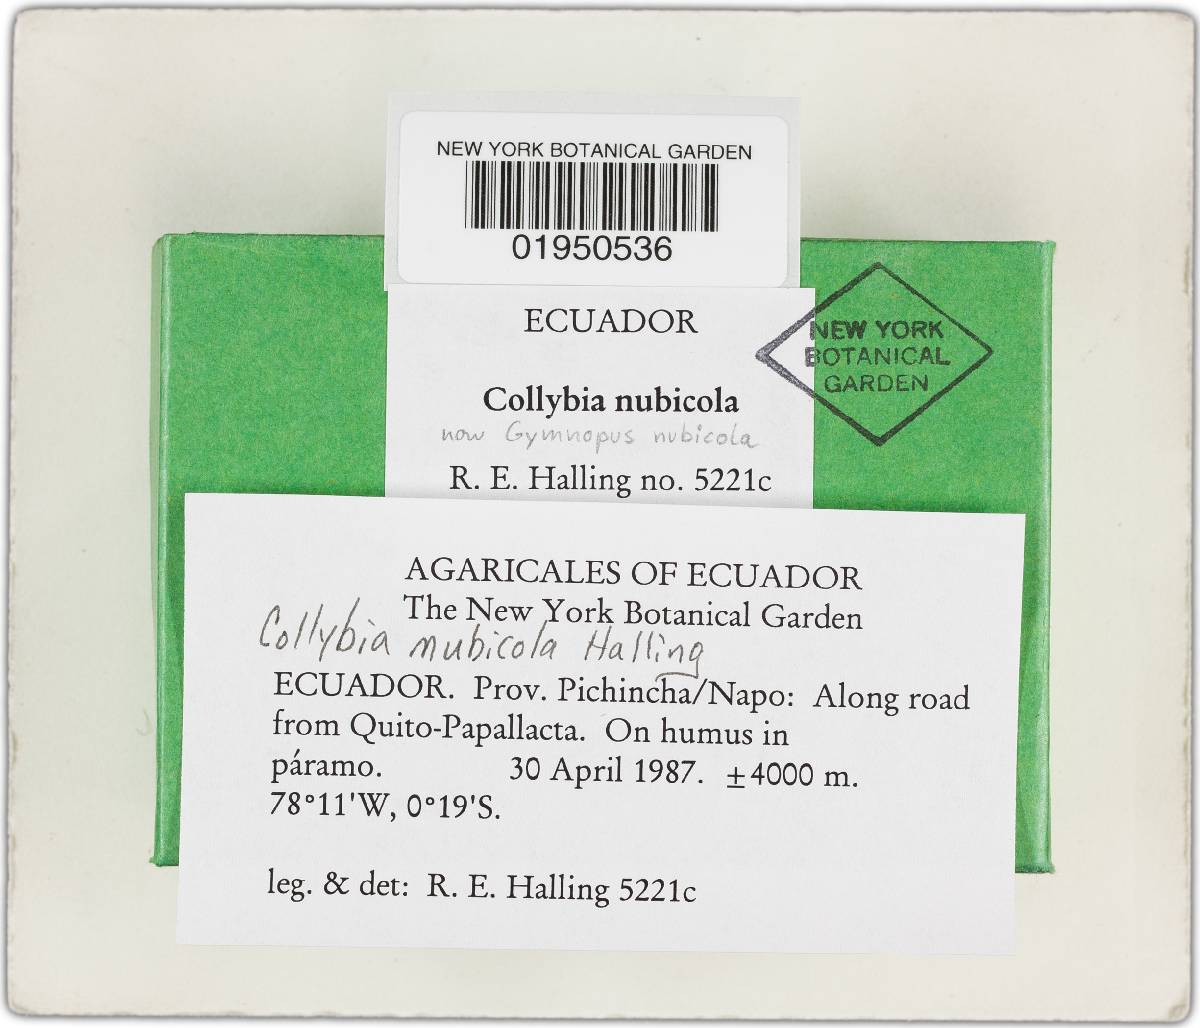 NEW YORK BOTANICAL GARDEN
01950536
ECUADOR
Collybia nubicola
now Gymnopus nubicola
R. E. Halling no. 5221c
NEW YORK
BOTANICAL
GARDEN
AGARICALES OF ECUADOR
The New York Botanical Garden
Collybia nubicola Halling
ECUADOR. Prov. Pichincha/Napo: Along road
from Quito-Papallacta. On humus in
páramo. 30 April 1987. ±4000 m.
78°11'W, 0°19'S.
leg. & det: R. E. Halling 5221c